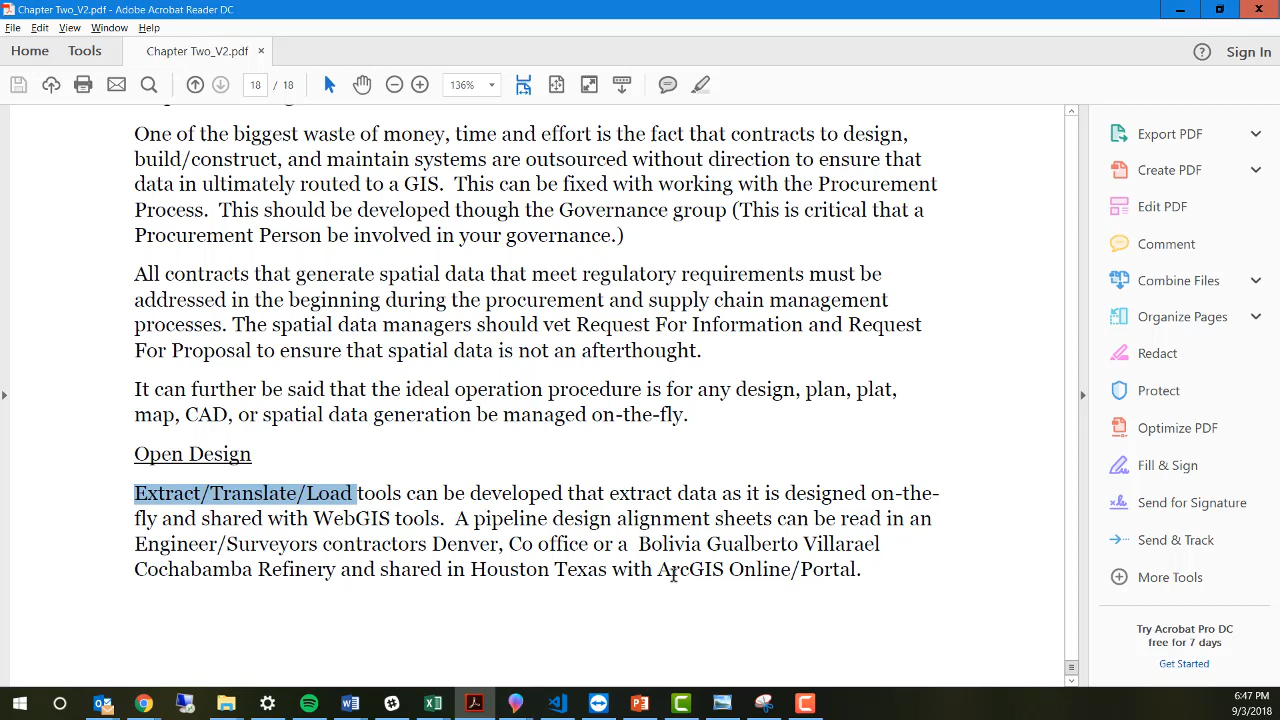 Chapter Two_V2.pdf - Adobe Acrobat Reader DC
File Edit View Window Help
Home Tools Chapter Two_V2.pdf × ? Sign In
18 / 18 136%
One of the biggest waste of money, time and effort is the fact that contracts to design,
build/construct, and maintain systems are outsourced without direction to ensure that
data in ultimately routed to a GIS.  This can be fixed with working with the Procurement
Process.  This should be developed though the Governance group (This is critical that a
Procurement Person be involved in your governance.)
All contracts that generate spatial data that meet regulatory requirements must be
addressed in the beginning during the procurement and supply chain management
processes. The spatial data managers should vet Request For Information and Request
For Proposal to ensure that spatial data is not an afterthought.
It can further be said that the ideal operation procedure is for any design, plan, plat,
map, CAD, or spatial data generation be managed on-the-fly.
Open Design
Extract/Translate/Load tools can be developed that extract data as it is designed on-the-
fly and shared with WebGIS tools.  A pipeline design alignment sheets can be read in an
Engineer/Surveyors contractors Denver, Co office or a  Bolivia Gualberto Villarael
Cochabamba Refinery and shared in Houston Texas with ArcGIS Online/Portal.
Export PDF
Create PDF
Edit PDF
Comment
Combine Files
Organize Pages
Redact
Protect
Optimize PDF
Fill & Sign
Send for Signature
Send & Track
More Tools
Try Acrobat Pro DC
free for 7 days
Get Started
6:47 PM
9/3/2018